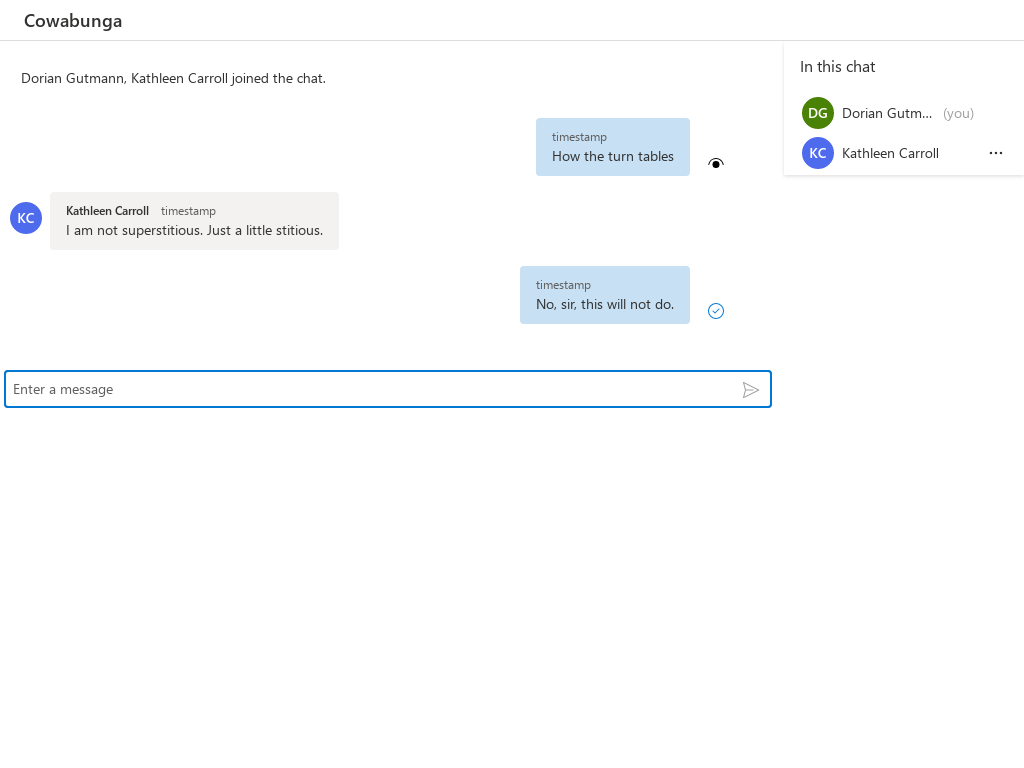 Cowabunga
Dorian Gutmann, Kathleen Carroll joined the chat.
timestamp
How the turn tables
KC
Kathleen Carroll timestamp
I am not superstitious. Just a little stitious.
timestamp
No, sir, this will not do.
Enter a message
In this chat
DG Dorian Gutm... (you)
KC Kathleen Carroll